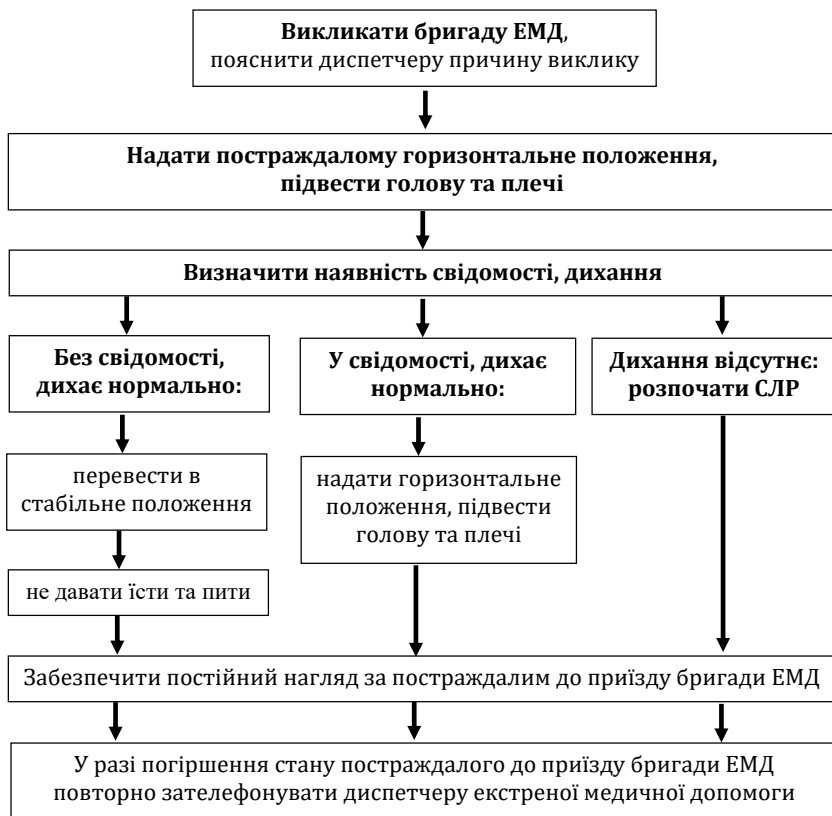 Викликати бригаду ЕМД,
пояснити диспетчеру причину виклику
Надати постраждалому горизонтальне положення,
підвести голову та плечі
Визначити наявність свідомості, дихання
Без свідомості,
дихає нормально:
У свідомості, дихає
нормально:
Дихання відсутнє:
розпочати СЛР
перевести в
стабільне положення
надати горизонтальне
положення, підвести
голову та плечі
не давати їсти та пити
Забезпечити постійний нагляд за постраждалим до приїзду бригади ЕМД
У разі погіршення стану постраждалого до приїзду бригади ЕМД
повторно зателефонувати диспетчеру екстреної медичної допомоги